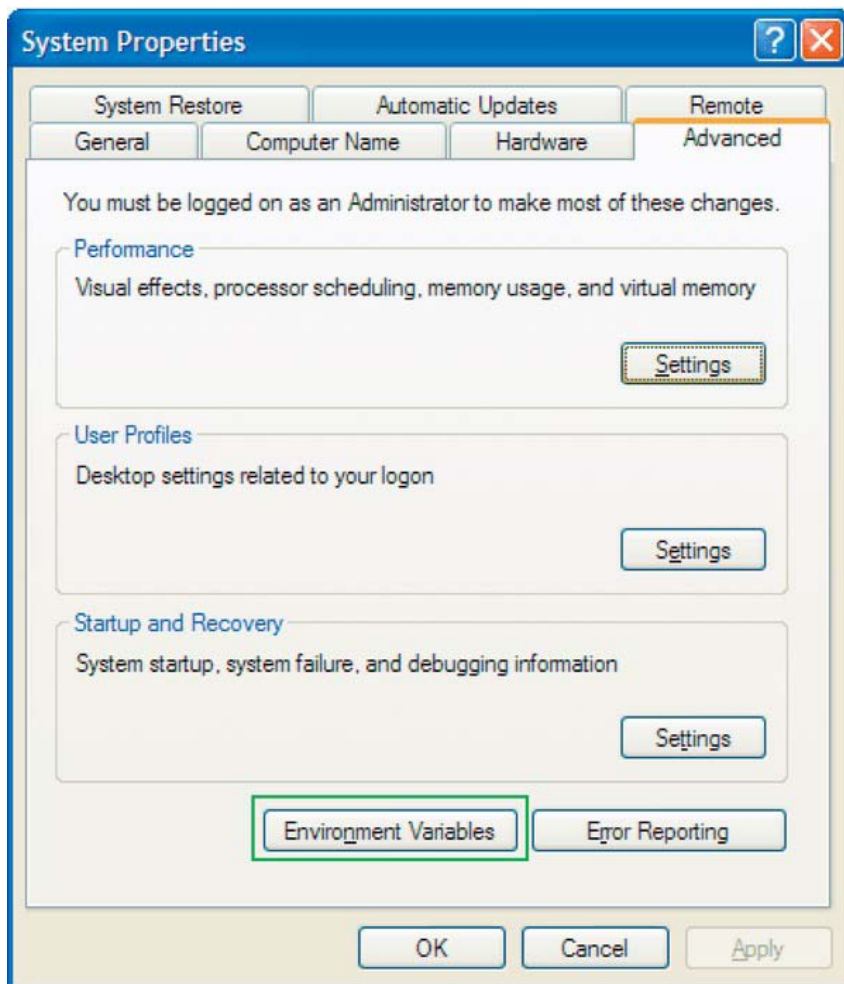 System Properties
System Restore Automatic Updates Remote
General Computer Name Hardware Advanced
You must be logged on as an Administrator to make most of these changes.
Performance
Visual effects, processor scheduling, memory usage, and virtual memory
Settings
User Profiles
Desktop settings related to your logon
Settings
Startup and Recovery
System startup, system failure, and debugging information
Settings
Environment Variables Error Reporting
OK Cancel Apply